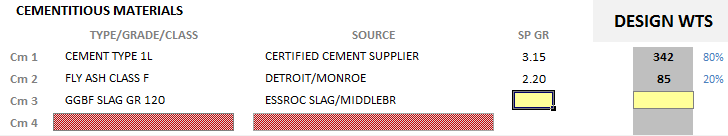 CEMENTITIOUS MATERIALS
TYPE/GRADE/CLASS SOURCE SP GR DESIGN WTS
Cm 1 CEMENT TYPE 1L CERTIFIED CEMENT SUPPLIER 3.15 342 80%
Cm 2 FLY ASH CLASS F DETROIT/MONROE 2.20 85 20%
Cm 3 GGBF SLAG GR 120 ESSROC SLAG/MIDDLEBR
Cm 4